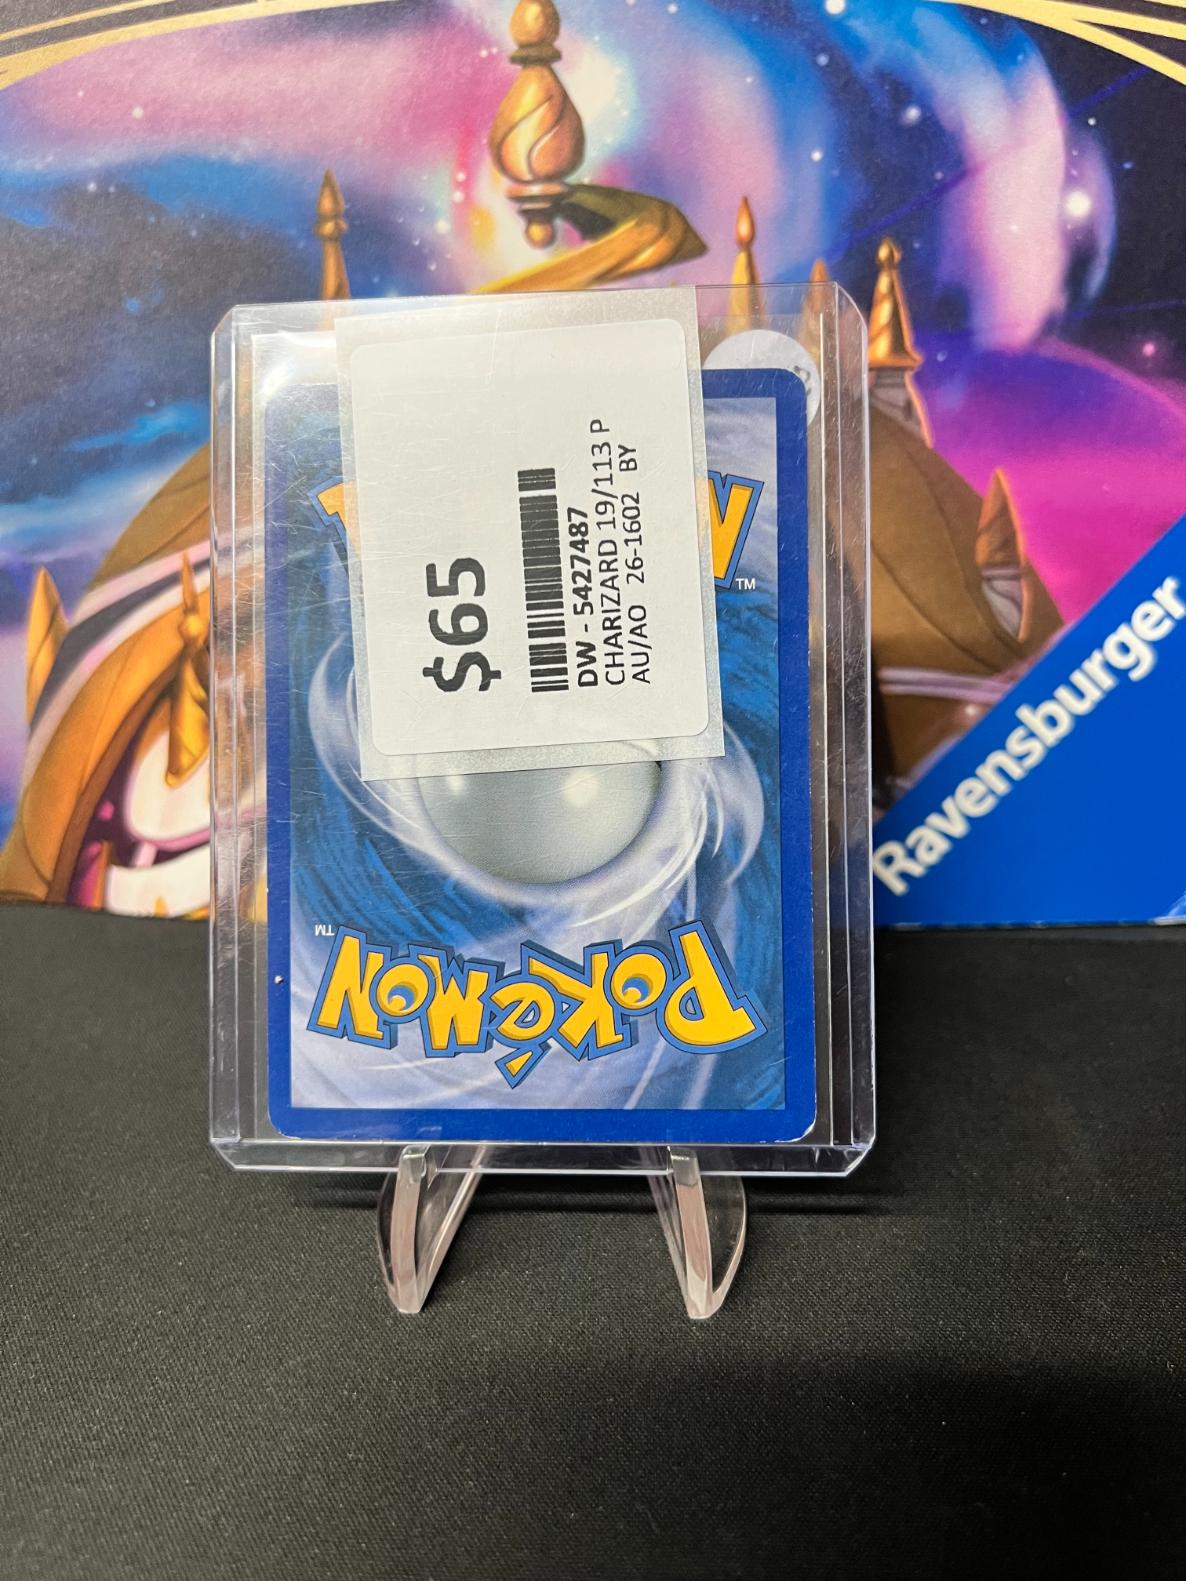 $65
DW - 5427487
CHARIZARD 19/113 P
AU/AO 26-1602 BY
TM
Ravensburger
Pokémon
TM